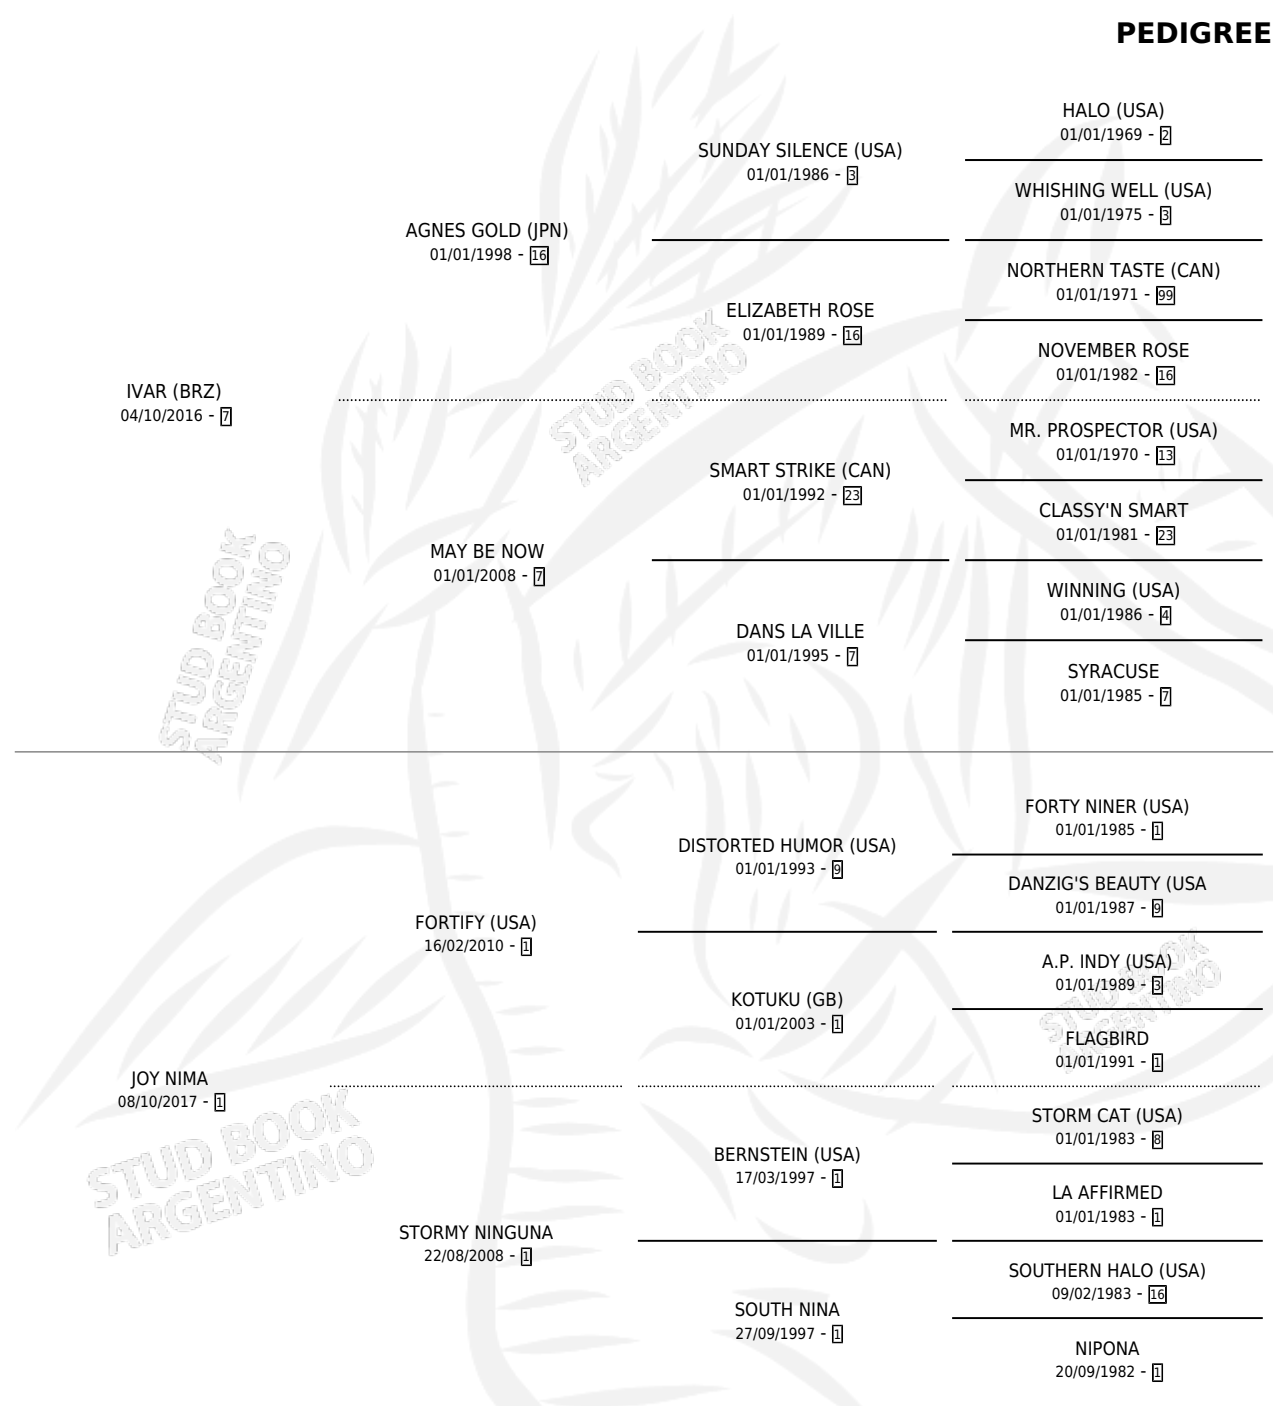 PEDIGREE
HALO (USA)
01/01/1969 - 2
SUNDAY SILENCE (USA)
01/01/1986 - 3
WHISHING WELL (USA)
01/01/1975 - 3
AGNES GOLD (JPN)
01/01/1998 - 16
NORTHERN TASTE (CAN)
01/01/1971 - 99
ELIZABETH ROSE
01/01/1989 - 16
NOVEMBER ROSE
01/01/1982 - 16
IVAR (BRZ)
04/10/2016 - 7
MR. PROSPECTOR (USA)
01/01/1970 - 13
SMART STRIKE (CAN)
01/01/1992 - 23
CLASSY'N SMART
01/01/1981 - 23
MAY BE NOW
01/01/2008 - 7
WINNING (USA)
01/01/1986 - 4
DANS LA VILLE
01/01/1995 - 7
SYRACUSE
01/01/1985 - 7
FORTY NINER (USA)
01/01/1985 - 1
DISTORTED HUMOR (USA)
01/01/1993 - 9
DANZIG'S BEAUTY (USA
01/01/1987 - 9
FORTIFY (USA)
16/02/2010 - 1
A.P. INDY (USA)
01/01/1989 - 3
KOTUKU (GB)
01/01/2003 - 1
FLAGBIRD
01/01/1991 - 1
JOY NIMA
08/10/2017 - 1
STORM CAT (USA)
01/01/1983 - 8
BERNSTEIN (USA)
17/03/1997 - 1
LA AFFIRMED
01/01/1983 - 1
STORMY NINGUNA
22/08/2008 - 1
SOUTHERN HALO (USA)
09/02/1983 - 16
SOUTH NINA
27/09/1997 - 1
NIPONA
20/09/1982 - 1
STUD BOOK
ARGENTINO
STUD BOOK
ARGENTINO
STUD BOOK
ARGENTINO
STUD BOOK
ARGENTINO